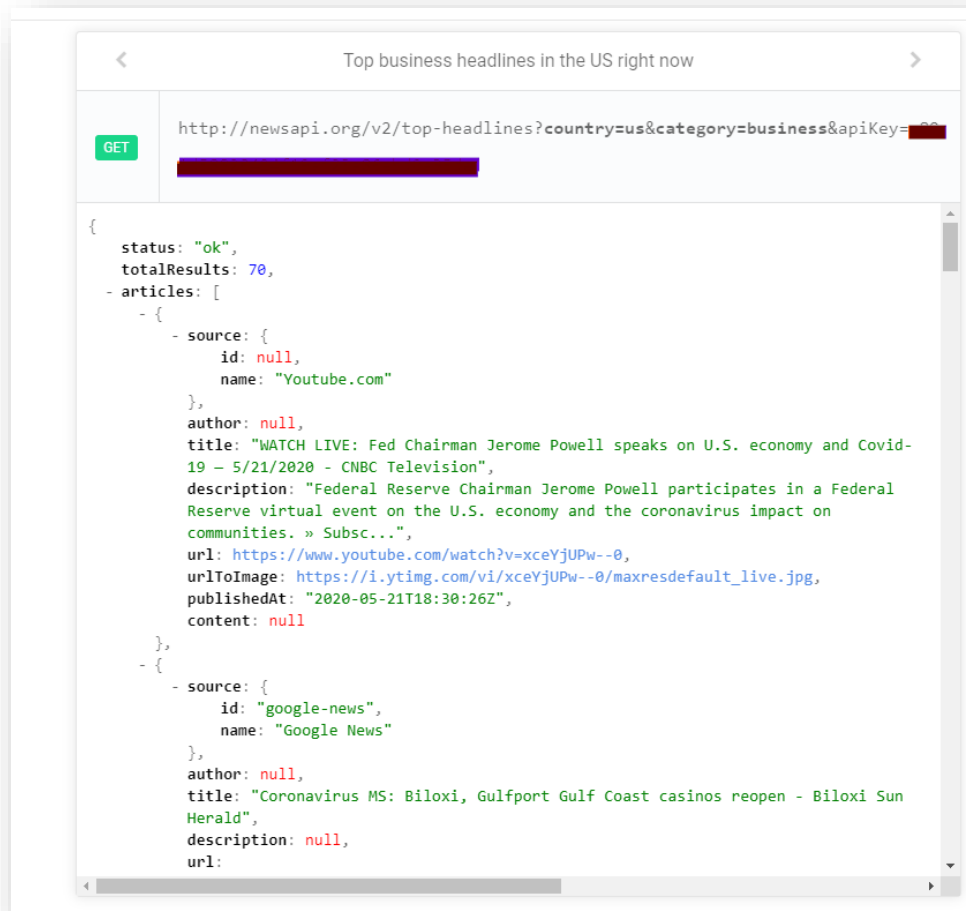 Top business headlines in the US right now
GET
http://newsapi.org/v2/top-headlines?country=us&category=business&apiKey=
{
status: "ok",
totalResults: 70,
- articles: [
- {
- source: {
id: null,
name: "Youtube.com"
},
author: null,
title: "WATCH LIVE: Fed Chairman Jerome Powell speaks on U.S. economy and Covid-
19 – 5/21/2020 - CNBC Television",
description: "Federal Reserve Chairman Jerome Powell participates in a Federal
Reserve virtual event on the U.S. economy and the coronavirus impact on
communities. » Subsc...",
url: https://www.youtube.com/watch?v=xceYjUPw--0,
urlToImage: https://i.ytimg.com/vi/xceYjUPw--0/maxresdefault_live.jpg,
publishedAt: "2020-05-21T18:30:26Z",
content: null
},
- {
- source: {
id: "google-news",
name: "Google News"
},
author: null,
title: "Coronavirus MS: Biloxi, Gulfport Gulf Coast casinos reopen - Biloxi Sun
Herald",
description: null,
url: